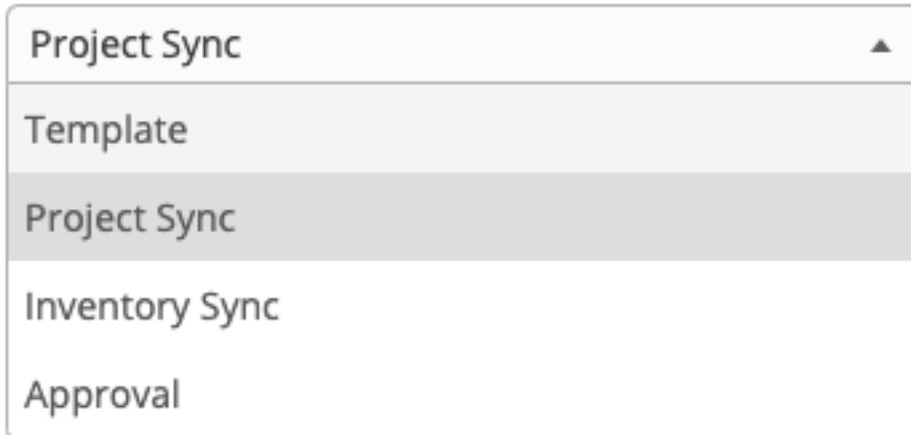 Project Sync
Template
Project Sync
Inventory Sync
Approval